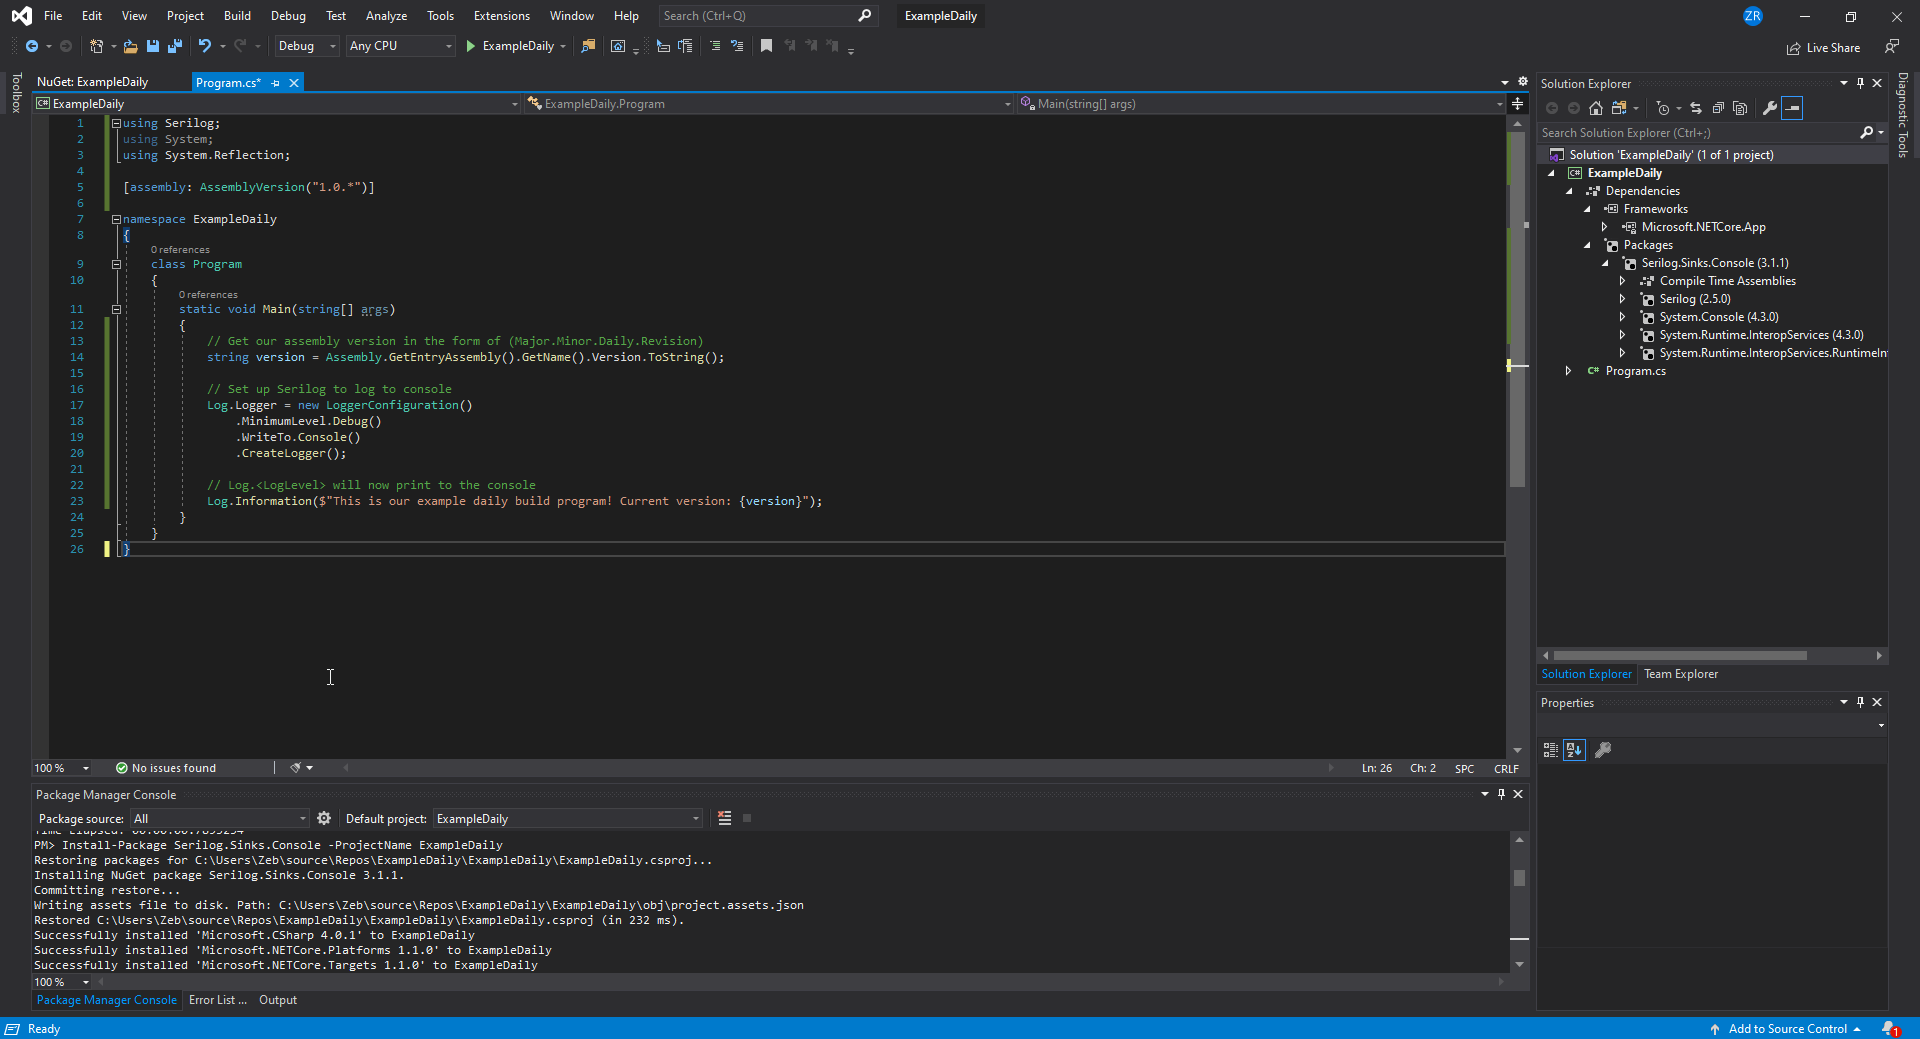 File Edit View Project Build Debug Test Analyze Tools Extensions Window Help Search (Ctrl+Q) ExampleDaily ZR
Debug Any CPU ExampleDaily Live Share
Toolbox
NuGet: ExampleDaily Program.cs*
C# ExampleDaily ExampleDaily.Program Main(string[] args)
1 using Serilog;
2 using System;
3 using System.Reflection;
4
5 [assembly: AssemblyVersion("1.0.*")]
6
7 namespace ExampleDaily
8 {
0 references
9 class Program
10 {
0 references
11 static void Main(string[] args)
12 {
13 // Get our assembly version in the form of (Major.Minor.Daily.Revision)
14 string version = Assembly.GetEntryAssembly().GetName().Version.ToString();
15
16 // Set up Serilog to log to console
17 Log.Logger = new LoggerConfiguration()
18 .MinimumLevel.Debug()
19 .WriteTo.Console()
20 .CreateLogger();
21
22 // Log.<LogLevel> will now print to the console
23 Log.Information($"This is our example daily build program! Current version: {version}");
24 }
25 }
26 }
100 % No issues found Ln: 26 Ch: 2 SPC CRLF
Package Manager Console
Package source: All Default project: ExampleDaily
Time Elapsed: 00:00:00.7895254
PM> Install-Package Serilog.Sinks.Console -ProjectName ExampleDaily
Restoring packages for C:\Users\Zeb\source\Repos\ExampleDaily\ExampleDaily\ExampleDaily.csproj...
Installing NuGet package Serilog.Sinks.Console 3.1.1.
Committing restore...
Writing assets file to disk. Path: C:\Users\Zeb\source\Repos\ExampleDaily\ExampleDaily\obj\project.assets.json
Restored C:\Users\Zeb\source\Repos\ExampleDaily\ExampleDaily\ExampleDaily.csproj (in 232 ms).
Successfully installed 'Microsoft.CSharp 4.0.1' to ExampleDaily
Successfully installed 'Microsoft.NETCore.Platforms 1.1.0' to ExampleDaily
Successfully installed 'Microsoft.NETCore.Targets 1.1.0' to ExampleDaily
100 %
Package Manager Console Error List ... Output
Solution Explorer
Search Solution Explorer (Ctrl+;)
Solution 'ExampleDaily' (1 of 1 project)
C# ExampleDaily
Dependencies
Frameworks
Microsoft.NETCore.App
Packages
Serilog.Sinks.Console (3.1.1)
Compile Time Assemblies
Serilog (2.5.0)
System.Console (4.3.0)
System.Runtime.InteropServices (4.3.0)
System.Runtime.InteropServices.RuntimeIn
C# Program.cs
Solution Explorer Team Explorer
Properties
Diagnostic Tools
Ready Add to Source Control 1